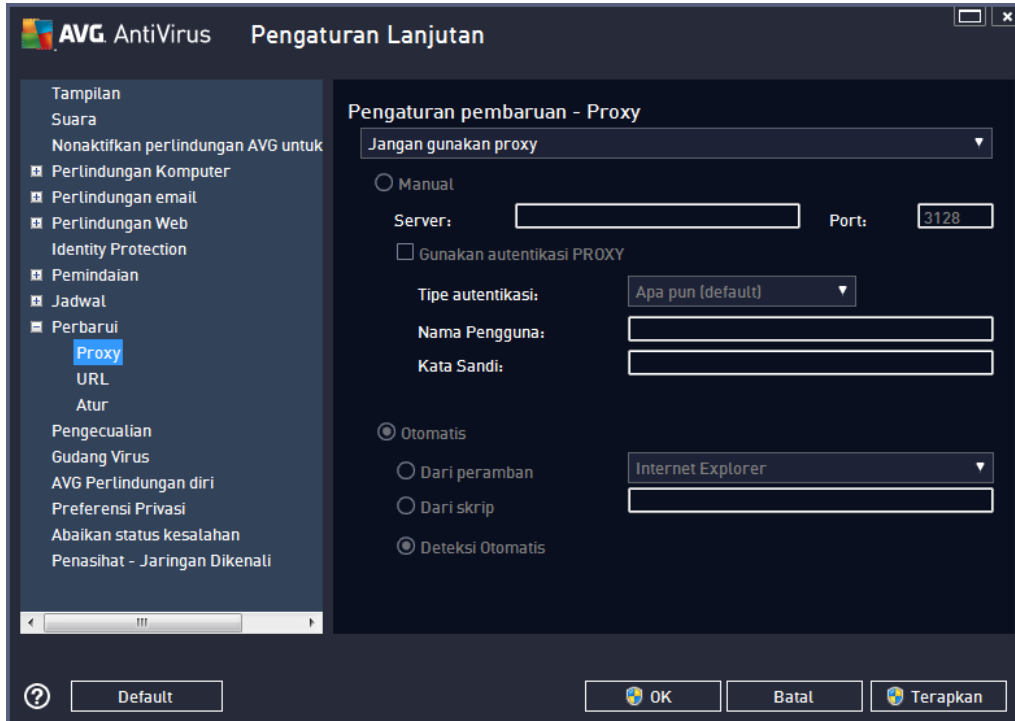 AVG AntiVirus Pengaturan Lanjutan
Tampilan
Suara
Nonaktifkan perlindungan AVG untuk
Perlindungan Komputer
Perlindungan email
Perlindungan Web
Identity Protection
Pemindaian
Jadwal
Perbarui
Proxy
URL
Atur
Pengecualian
Gudang Virus
AVG Perlindungan diri
Preferensi Privasi
Abaikan status kesalahan
Penasihat - Jaringan Dikenali
Pengaturan pembaruan - Proxy
Jangan gunakan proxy
Manual
Server: Port: 3128
Gunakan autentikasi PROXY
Tipe autentikasi: Apa pun (default)
Nama Pengguna:
Kata Sandi:
Otomatis
Dari peramban Internet Explorer
Dari skrip
Deteksi Otomatis
? Default OK Batal Terapkan